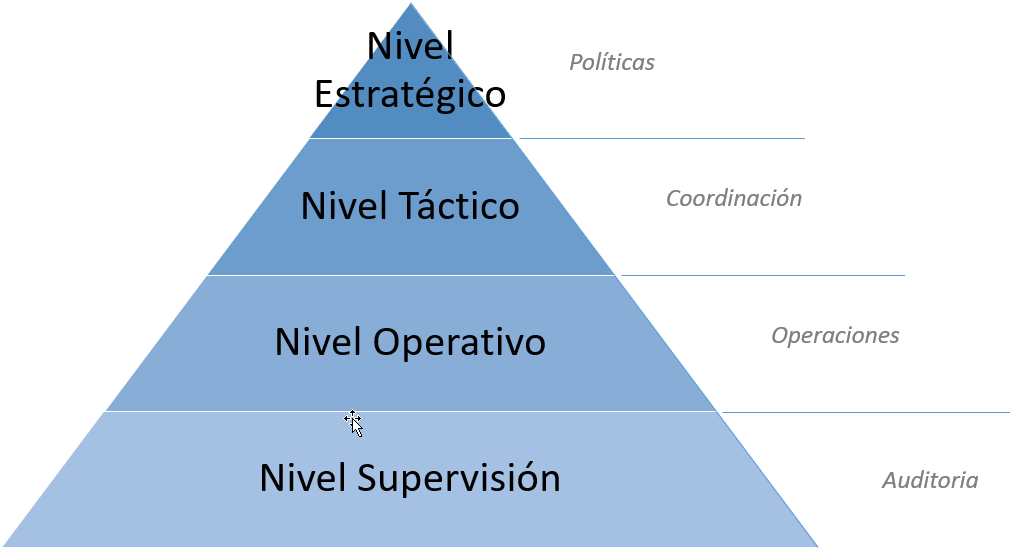 Nivel
Estratégico
Políticas
Nivel Táctico
Coordinación
Nivel Operativo
Operaciones
Nivel Supervisión
Auditoria